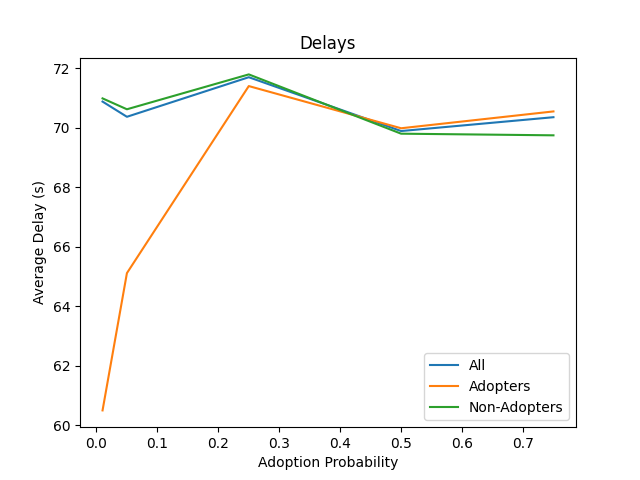 Delays
Average Delay (s)
72
70
68
66
64
62
60
0.0 0.1 0.2 0.3 0.4 0.5 0.6 0.7
Adoption Probability
All
Adopters
Non-Adopters